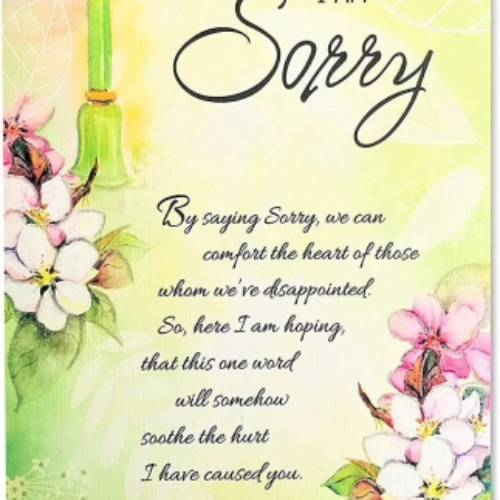 I AM
Sorry
By saying Sorry, we can
comfort the heart of those
whom we've disappointed.
So, here I am hoping,
that this one word
will somehow
soothe the hurt
I have caused you.